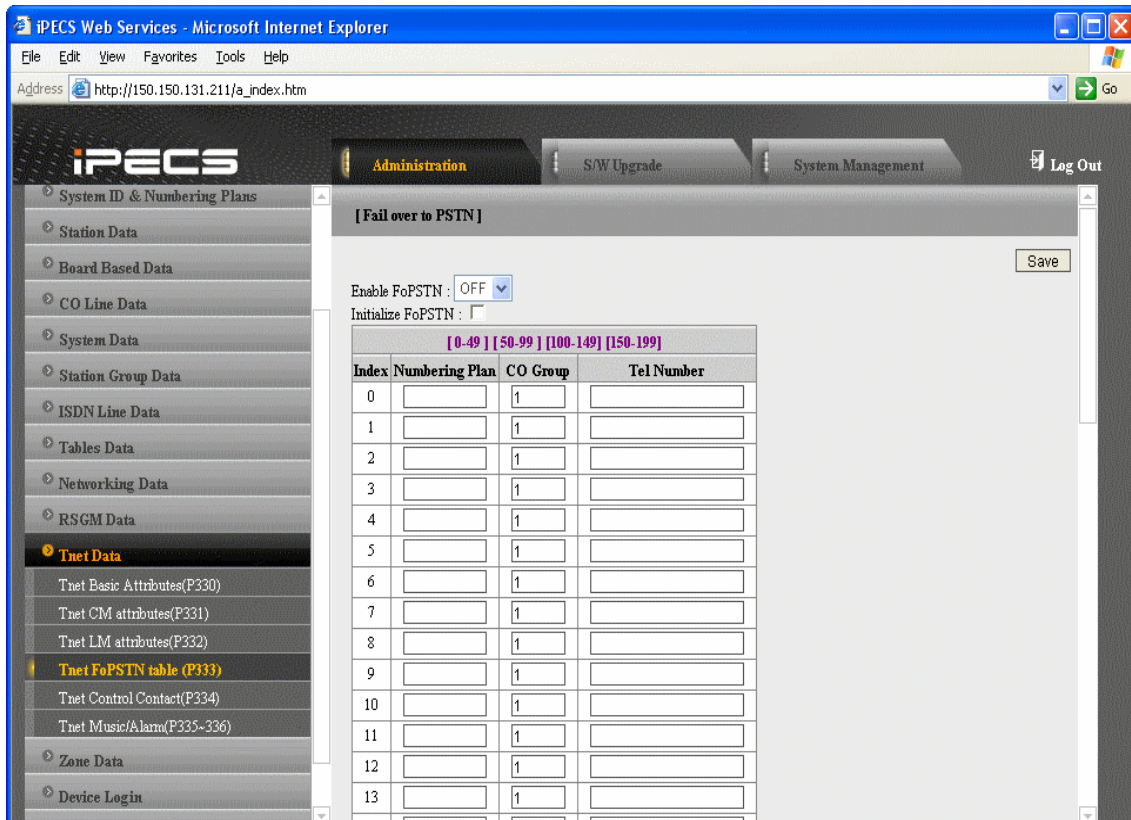 iPECS Web Services - Microsoft Internet Explorer
File Edit View Favorites Tools Help
Address http://150.150.131.211/a_index.htm Go
iPECS
Administration S/W Upgrade System Management Log Out
System ID & Numbering Plans
Station Data
Board Based Data
CO Line Data
System Data
Station Group Data
ISDN Line Data
Tables Data
Networking Data
RSGM Data
Tnet Data
Tnet Basic Attributes(P330)
Tnet CM attributes(P331)
Tnet LM attributes(P332)
Tnet FoPSTN table (P333)
Tnet Control Contact(P334)
Tnet Music/Alarm(P335~336)
Zone Data
Device Login
[ Fail over to PSTN ]
Save
Enable FoPSTN : OFF
Initialize FoPSTN :
[ 0-49 ] [ 50-99 ] [100-149] [150-199]
Index Numbering Plan CO Group Tel Number
0 1
1 1
2 1
3 1
4 1
5 1
6 1
7 1
8 1
9 1
10 1
11 1
12 1
13 1